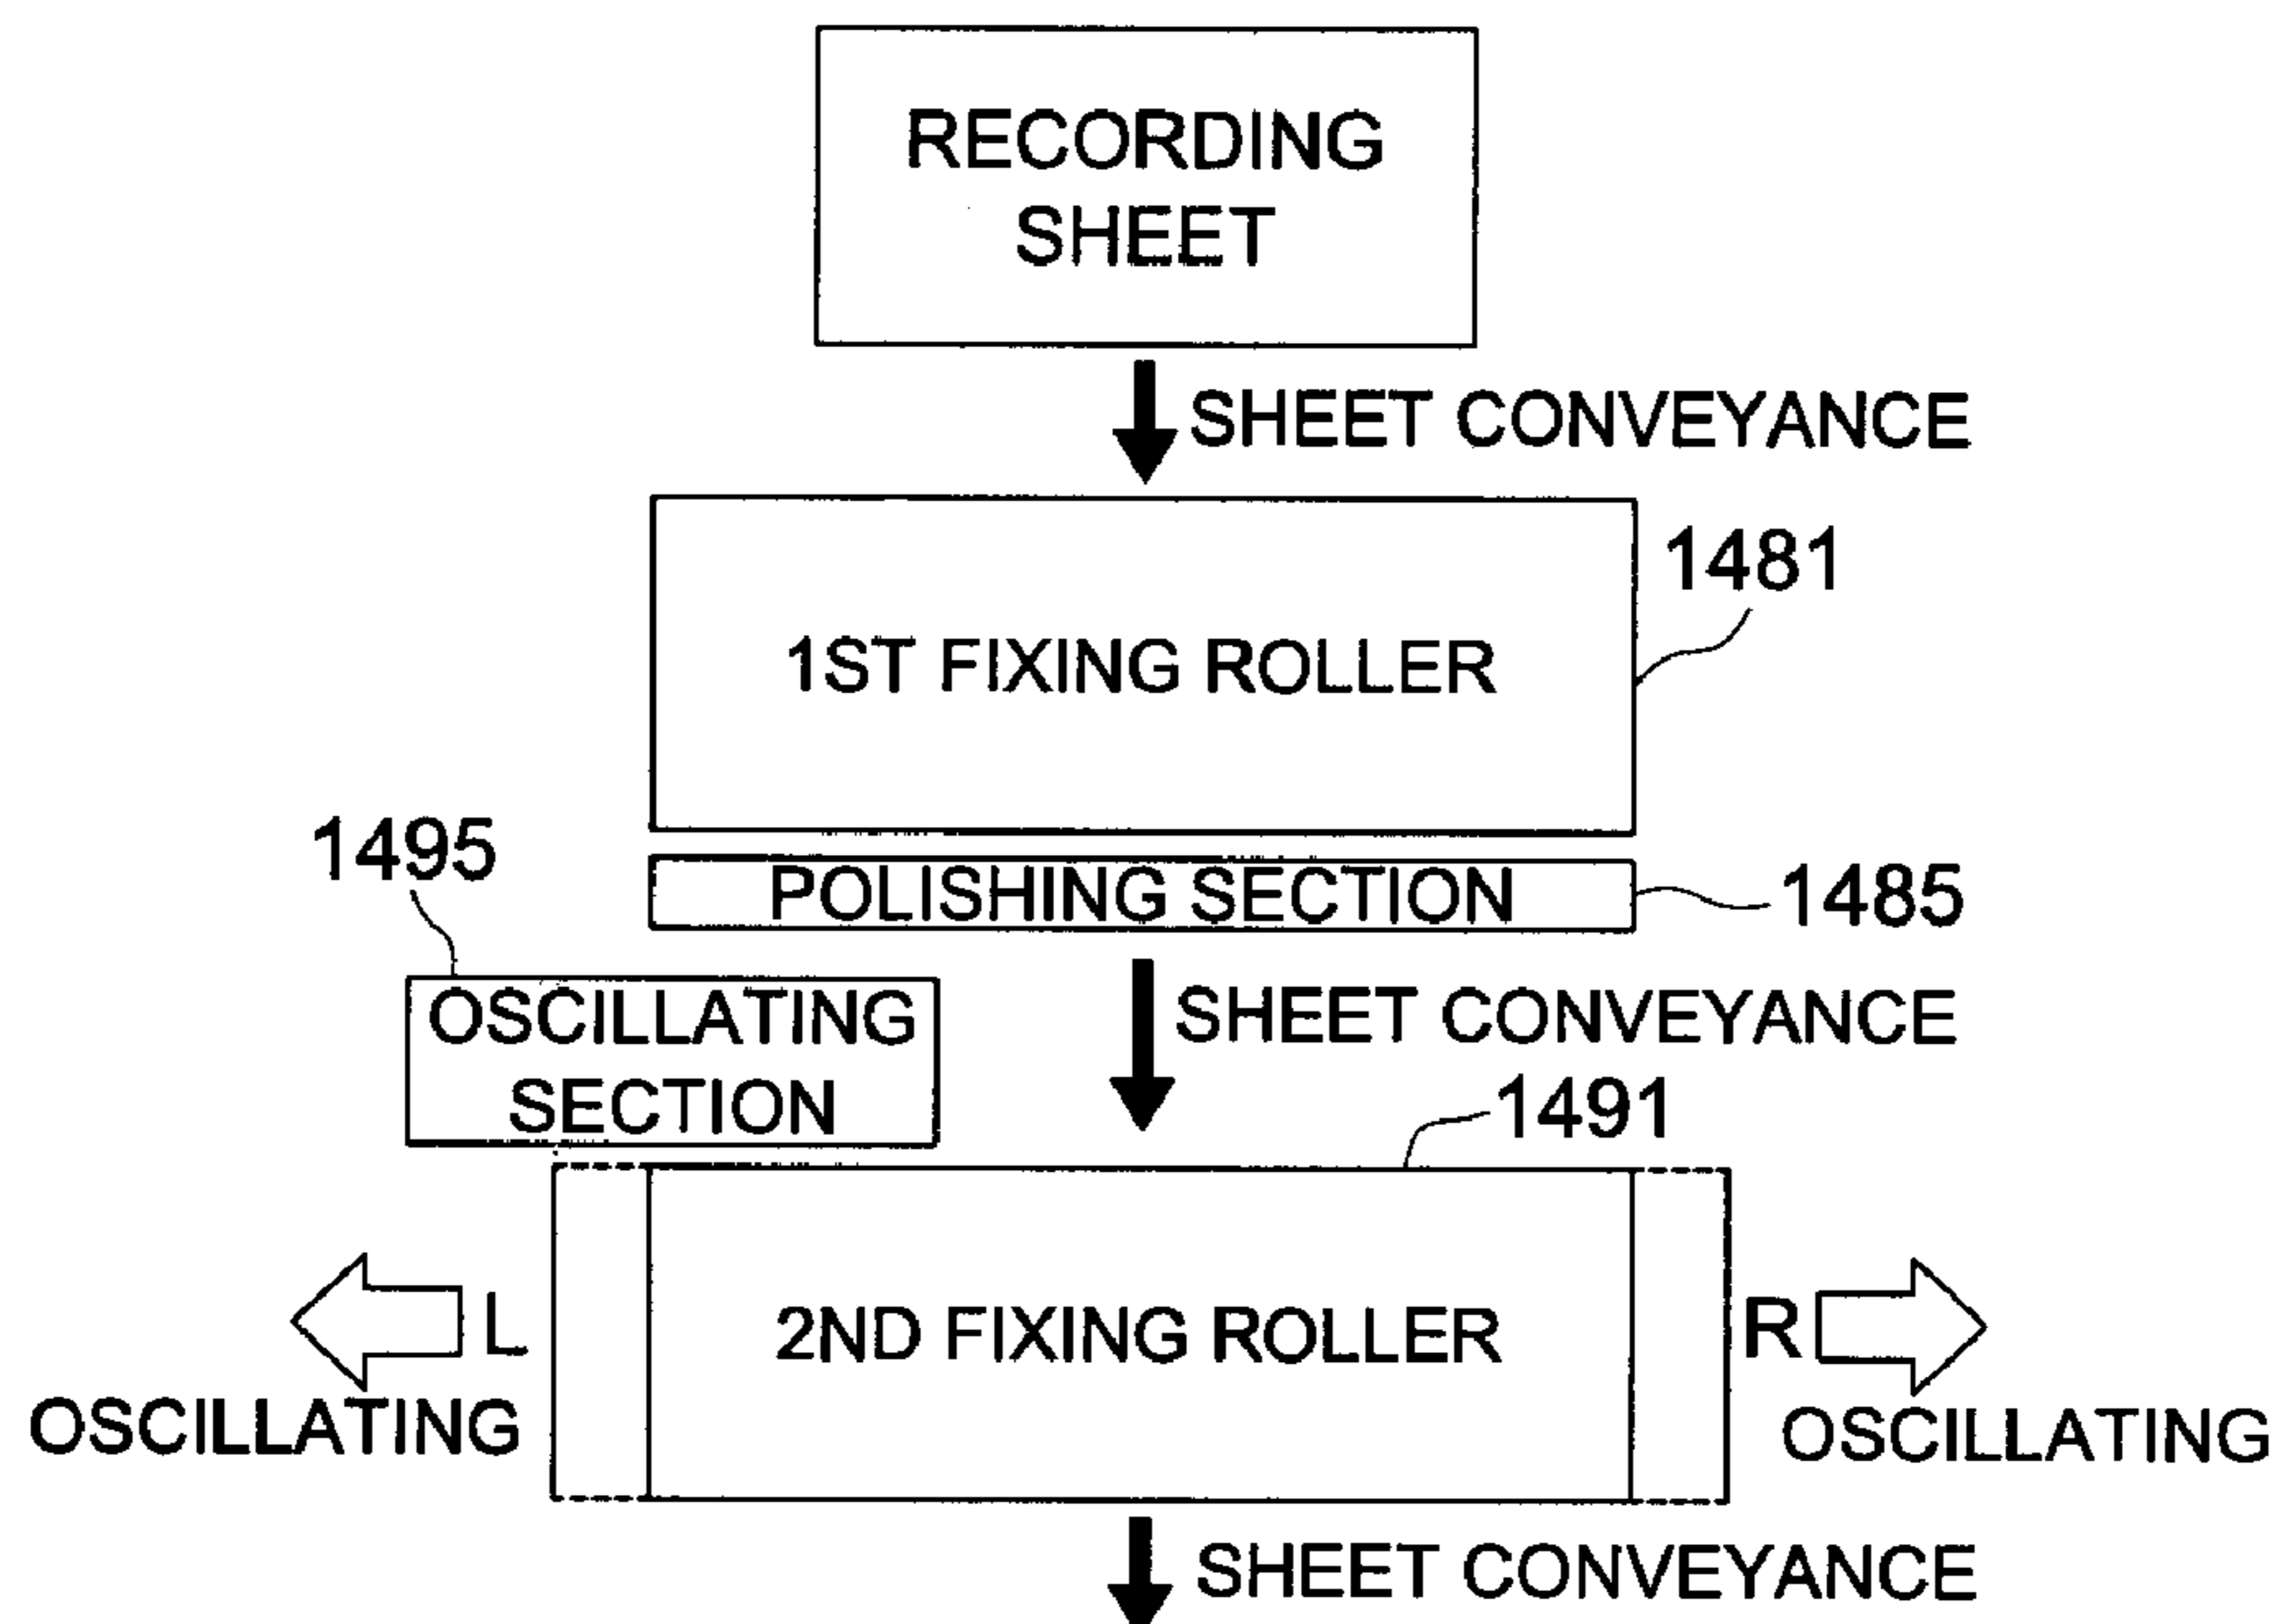 RECORDING
SHEET
SHEET CONVEYANCE
1481
1ST FIXING ROLLER
1495
POLISHING SECTION
1485
OSCILLATING
SECTION
SHEET CONVEYANCE
1491
L
2ND FIXING ROLLER
R
OSCILLATING
OSCILLATING
SHEET CONVEYANCE